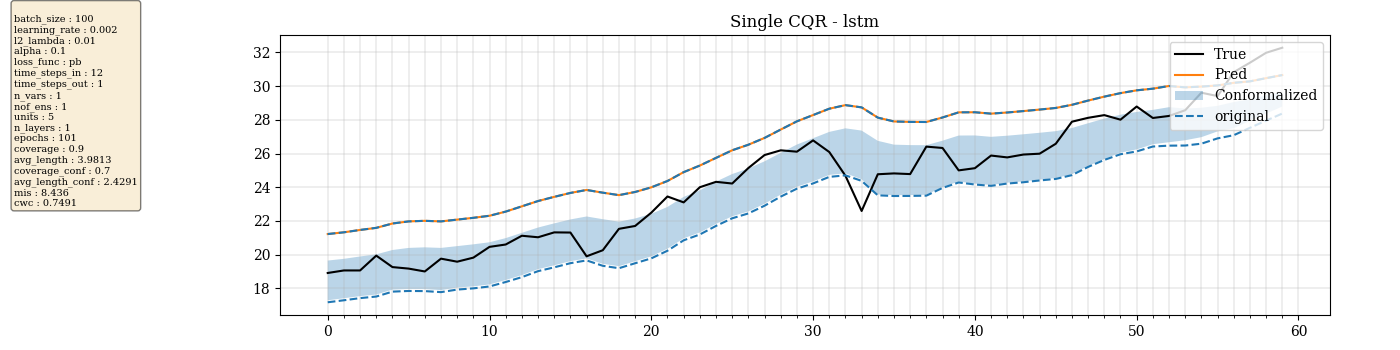 batch_size : 100
learning_rate : 0.002
l2_lambda : 0.01
alpha : 0.1
loss_func : pb
time_steps_in : 12
time_steps_out : 1
n_vars : 1
nof_ens : 1
units : 5
n_layers : 1
epochs : 101
coverage : 0.9
avg_length : 3.9813
coverage_conf : 0.7
avg_length_conf : 2.4291
mis : 8.436
cwc : 0.7491
Single CQR - lstm
32
30
28
26
24
22
20
18
True
Pred
Conformalized
original
0 10 20 30 40 50 60